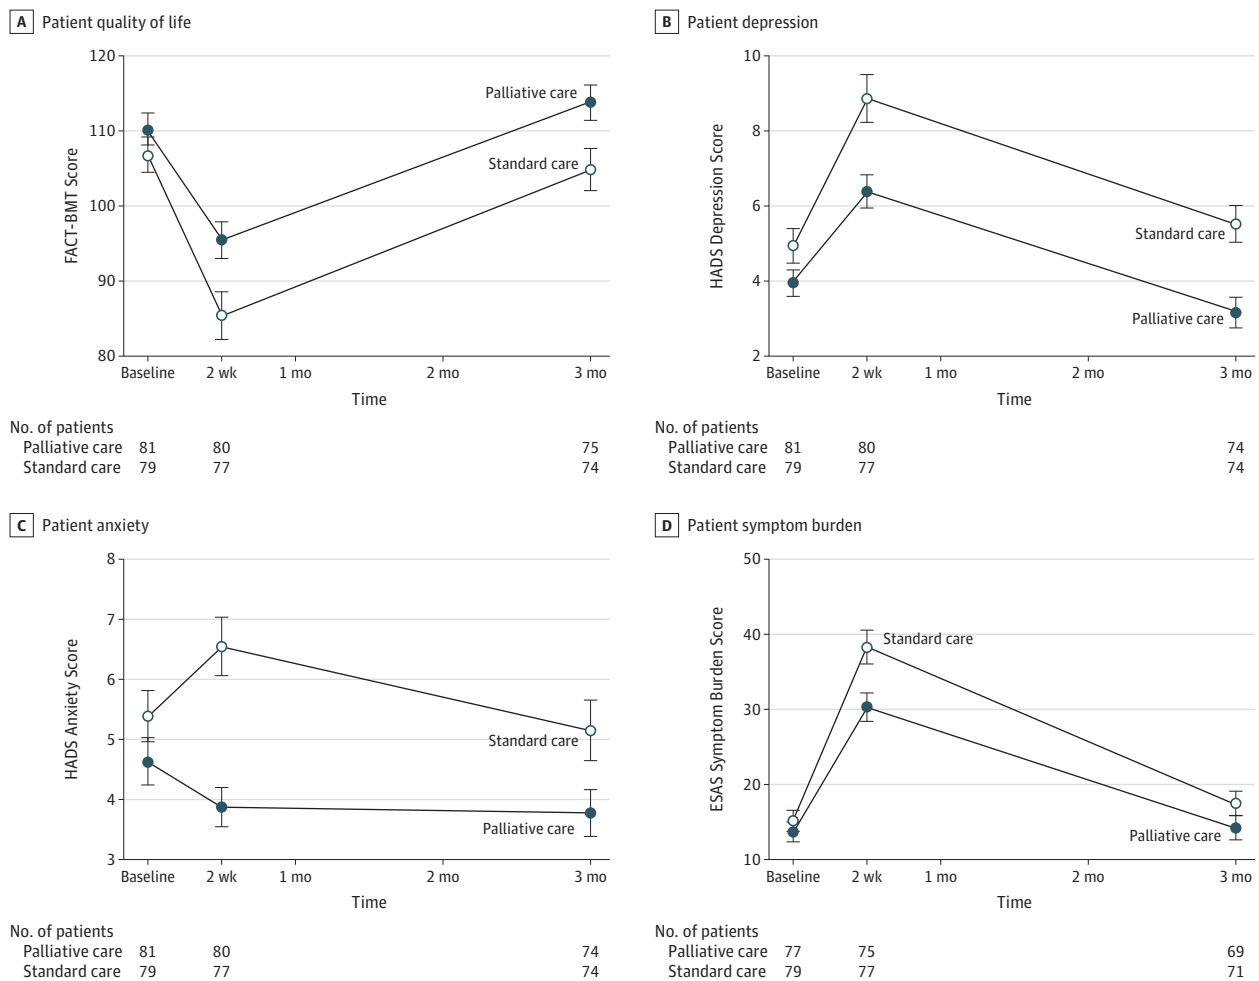 A Patient quality of life
FACT-BMT Score
120
110
100
90
80
Palliative care
Standard care
Baseline 2 wk 1 mo 2 mo 3 mo
Time
No. of patients
Palliative care 81 80 75
Standard care 79 77 74
B Patient depression
HADS Depression Score
10
8
6
4
2
Standard care
Palliative care
Baseline 2 wk 1 mo 2 mo 3 mo
Time
No. of patients
Palliative care 81 80 74
Standard care 79 77 74
C Patient anxiety
HADS Anxiety Score
8
7
6
5
4
3
Standard care
Palliative care
Baseline 2 wk 1 mo 2 mo 3 mo
Time
No. of patients
Palliative care 81 80 74
Standard care 79 77 74
D Patient symptom burden
ESAS Symptom Burden Score
50
40
30
20
10
Standard care
Palliative care
Baseline 2 wk 1 mo 2 mo 3 mo
Time
No. of patients
Palliative care 77 75 69
Standard care 79 77 71